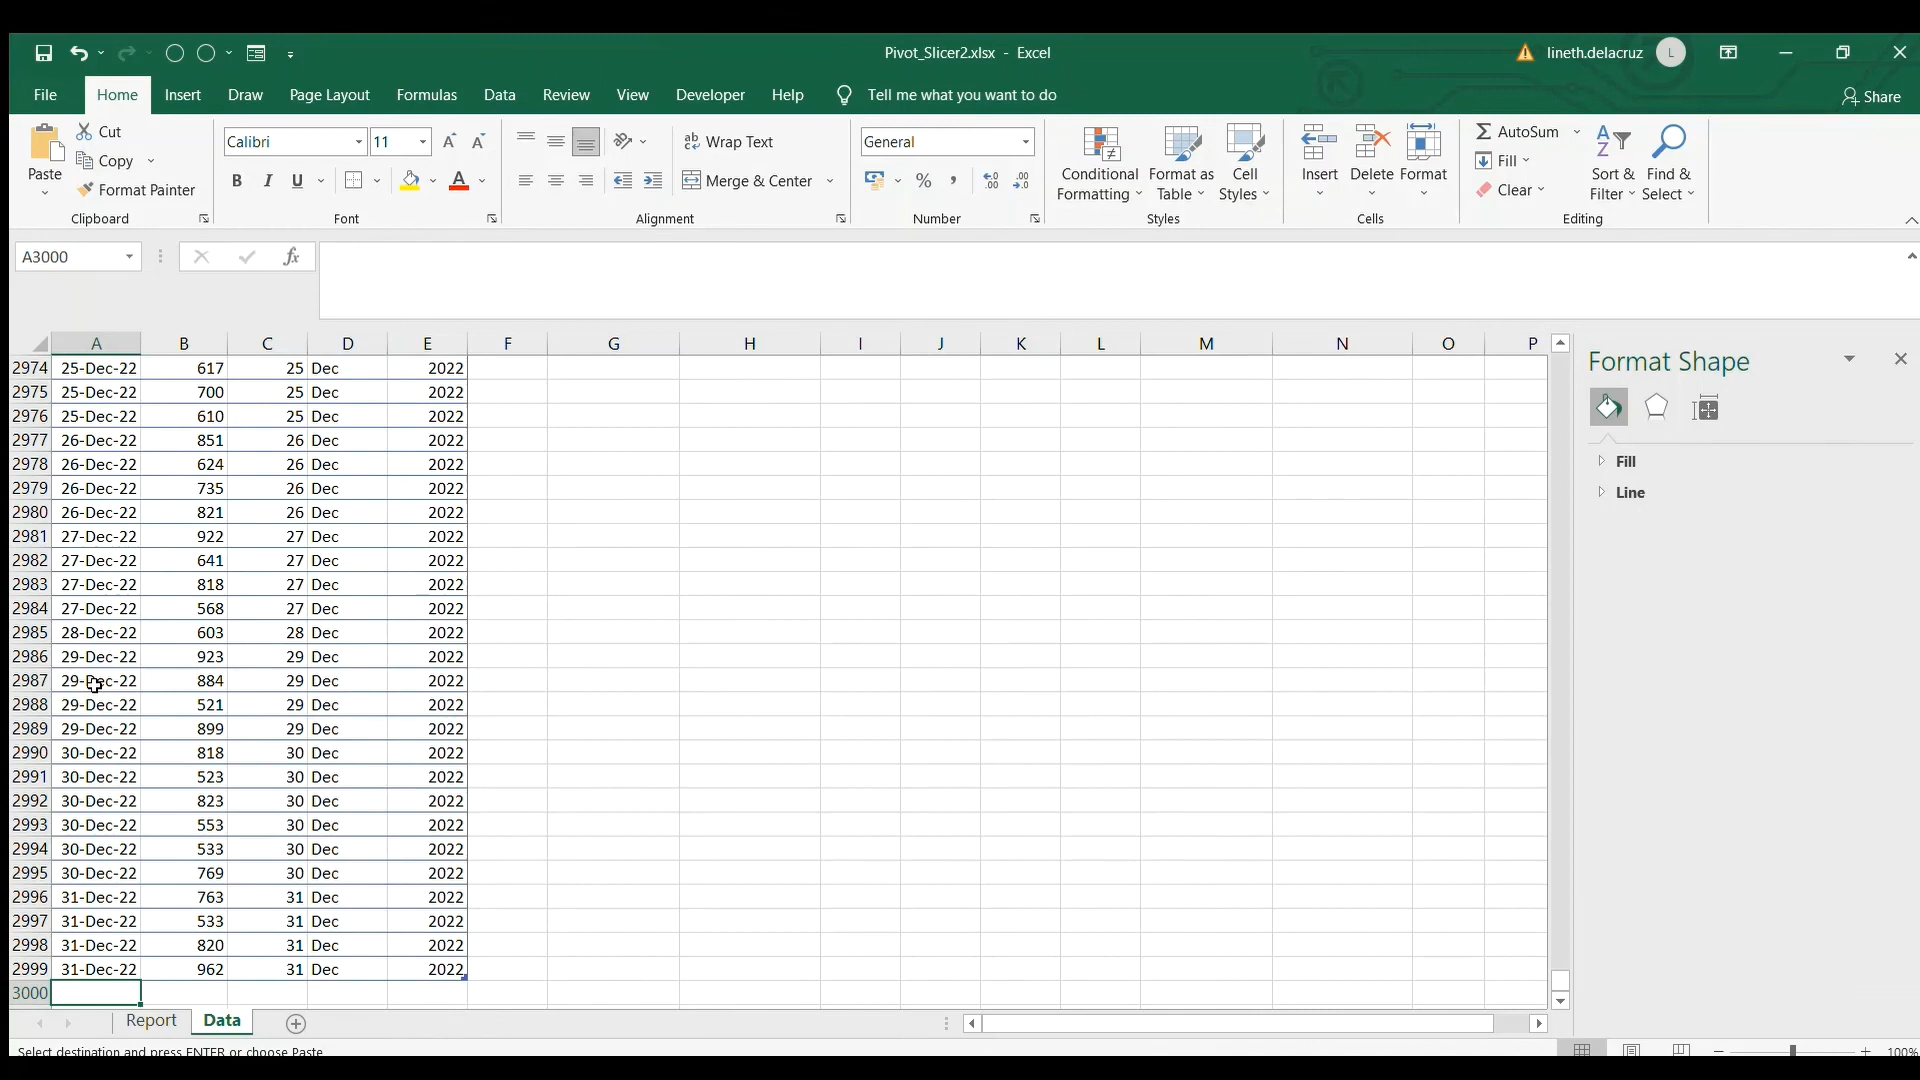 Pivot_Slicer2.xlsx - Excel
lineth.delacruz L
File Home Insert Draw Page Layout Formulas Data Review View Developer Help Tell me what you want to do Share
Paste Cut Copy Format Painter Clipboard
Calibri 11 B I U A Font
ab Wrap Text Merge & Center Alignment
General % , Number
Conditional Formatting Format as Table Cell Styles Styles
Insert Delete Format Cells
AutoSum Fill Clear Sort & Filter Find & Select Editing
A3000 fx
A B C D E F G H I J K L M N O P
2974 25-Dec-22 617 25 Dec 2022
2975 25-Dec-22 700 25 Dec 2022
2976 25-Dec-22 610 25 Dec 2022
2977 26-Dec-22 851 26 Dec 2022
2978 26-Dec-22 624 26 Dec 2022
2979 26-Dec-22 735 26 Dec 2022
2980 26-Dec-22 821 26 Dec 2022
2981 27-Dec-22 922 27 Dec 2022
2982 27-Dec-22 641 27 Dec 2022
2983 27-Dec-22 818 27 Dec 2022
2984 27-Dec-22 568 27 Dec 2022
2985 28-Dec-22 603 28 Dec 2022
2986 29-Dec-22 923 29 Dec 2022
2987 29-Dec-22 884 29 Dec 2022
2988 29-Dec-22 521 29 Dec 2022
2989 29-Dec-22 899 29 Dec 2022
2990 30-Dec-22 818 30 Dec 2022
2991 30-Dec-22 523 30 Dec 2022
2992 30-Dec-22 823 30 Dec 2022
2993 30-Dec-22 553 30 Dec 2022
2994 30-Dec-22 533 30 Dec 2022
2995 30-Dec-22 769 30 Dec 2022
2996 31-Dec-22 763 31 Dec 2022
2997 31-Dec-22 533 31 Dec 2022
2998 31-Dec-22 820 31 Dec 2022
2999 31-Dec-22 962 31 Dec 2022
3000
Format Shape
Fill
Line
Report Data
Select destination and press ENTER or choose Paste
100%